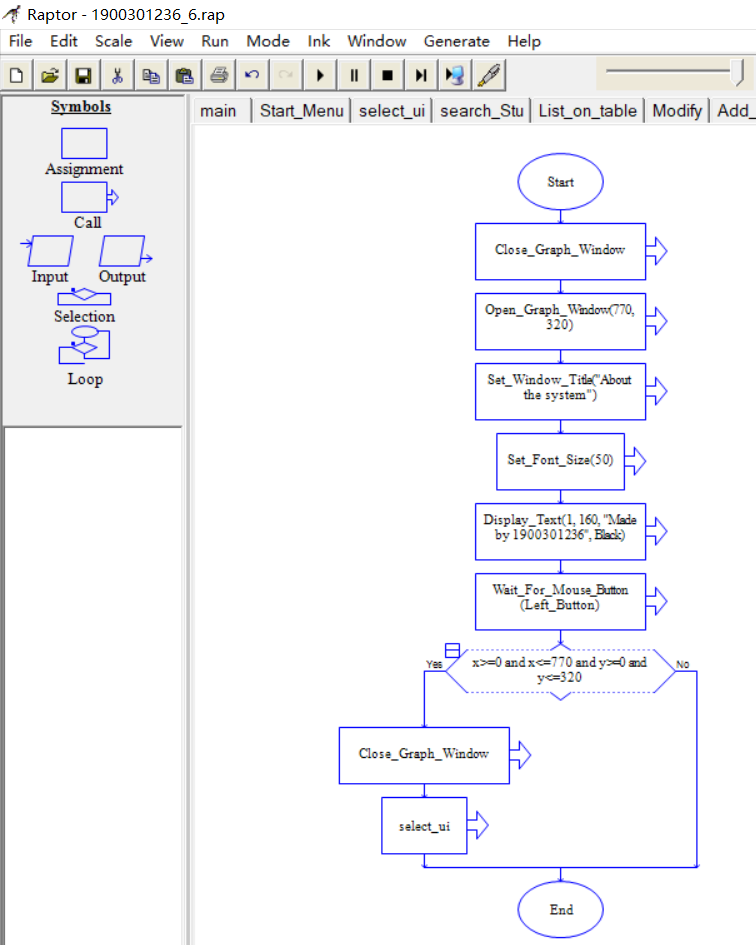 Raptor - 1900301236_6.rap
File Edit Scale View Run Mode Ink Window Generate Help
Symbols
Assignment
Call
Input Output
Selection
Loop
main Start_Menu select_ui search_Stu List_on_table Modify Add_
Start
Close_Graph_Window
Open_Graph_Window(770,
320)
Set_Window_Title("About
the system")
Set_Font_Size(50)
Display_Text(1, 160, "Made
by 1900301236", Black)
Wait_For_Mouse_Button
(Left_Button)
x>=0 and x<=770 and y>=0 and
y<=320
Yes No
Close_Graph_Window
select_ui
End